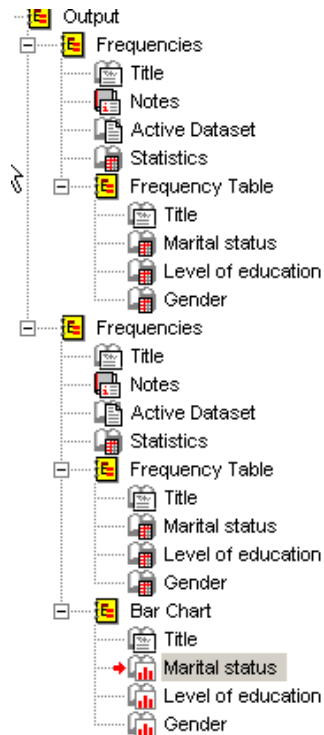 Output
Frequencies
Title
Notes
Active Dataset
Statistics
Frequency Table
Title
Marital status
Level of education
Gender
Frequencies
Title
Notes
Active Dataset
Statistics
Frequency Table
Title
Marital status
Level of education
Gender
Bar Chart
Title
Marital status
Level of education
Gender